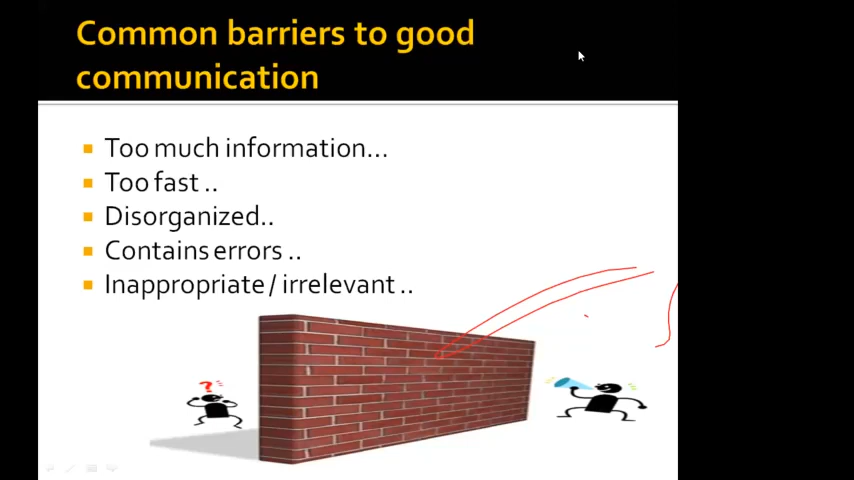 Common barriers to good
communication
Too much information...
Too fast ..
Disorganized..
Contains errors ..
Inappropriate / irrelevant ..
?